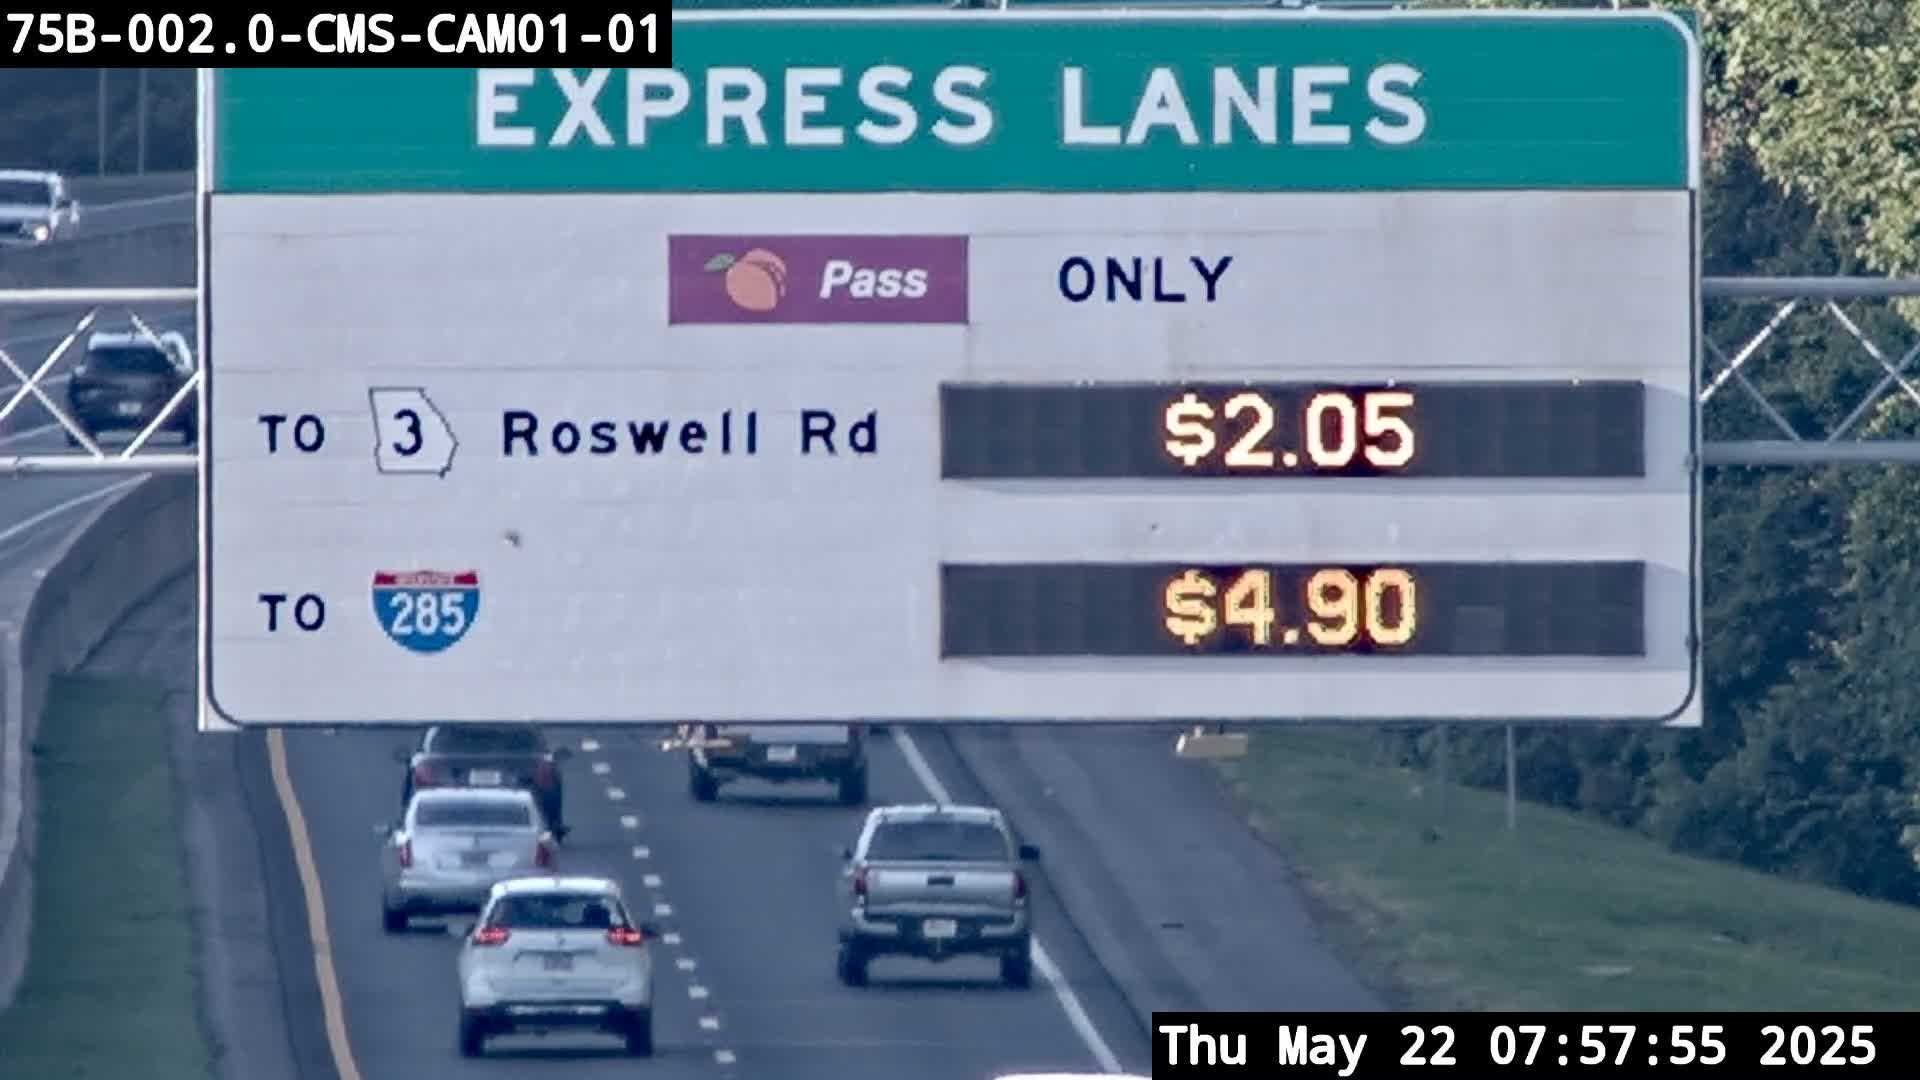 75B-002.0-CMS-CAM01-01
EXPRESS LANES
Pass ONLY
TO 3 Roswell Rd $2.05
TO 285 $4.90
Thu May 22 07:57:55 2025